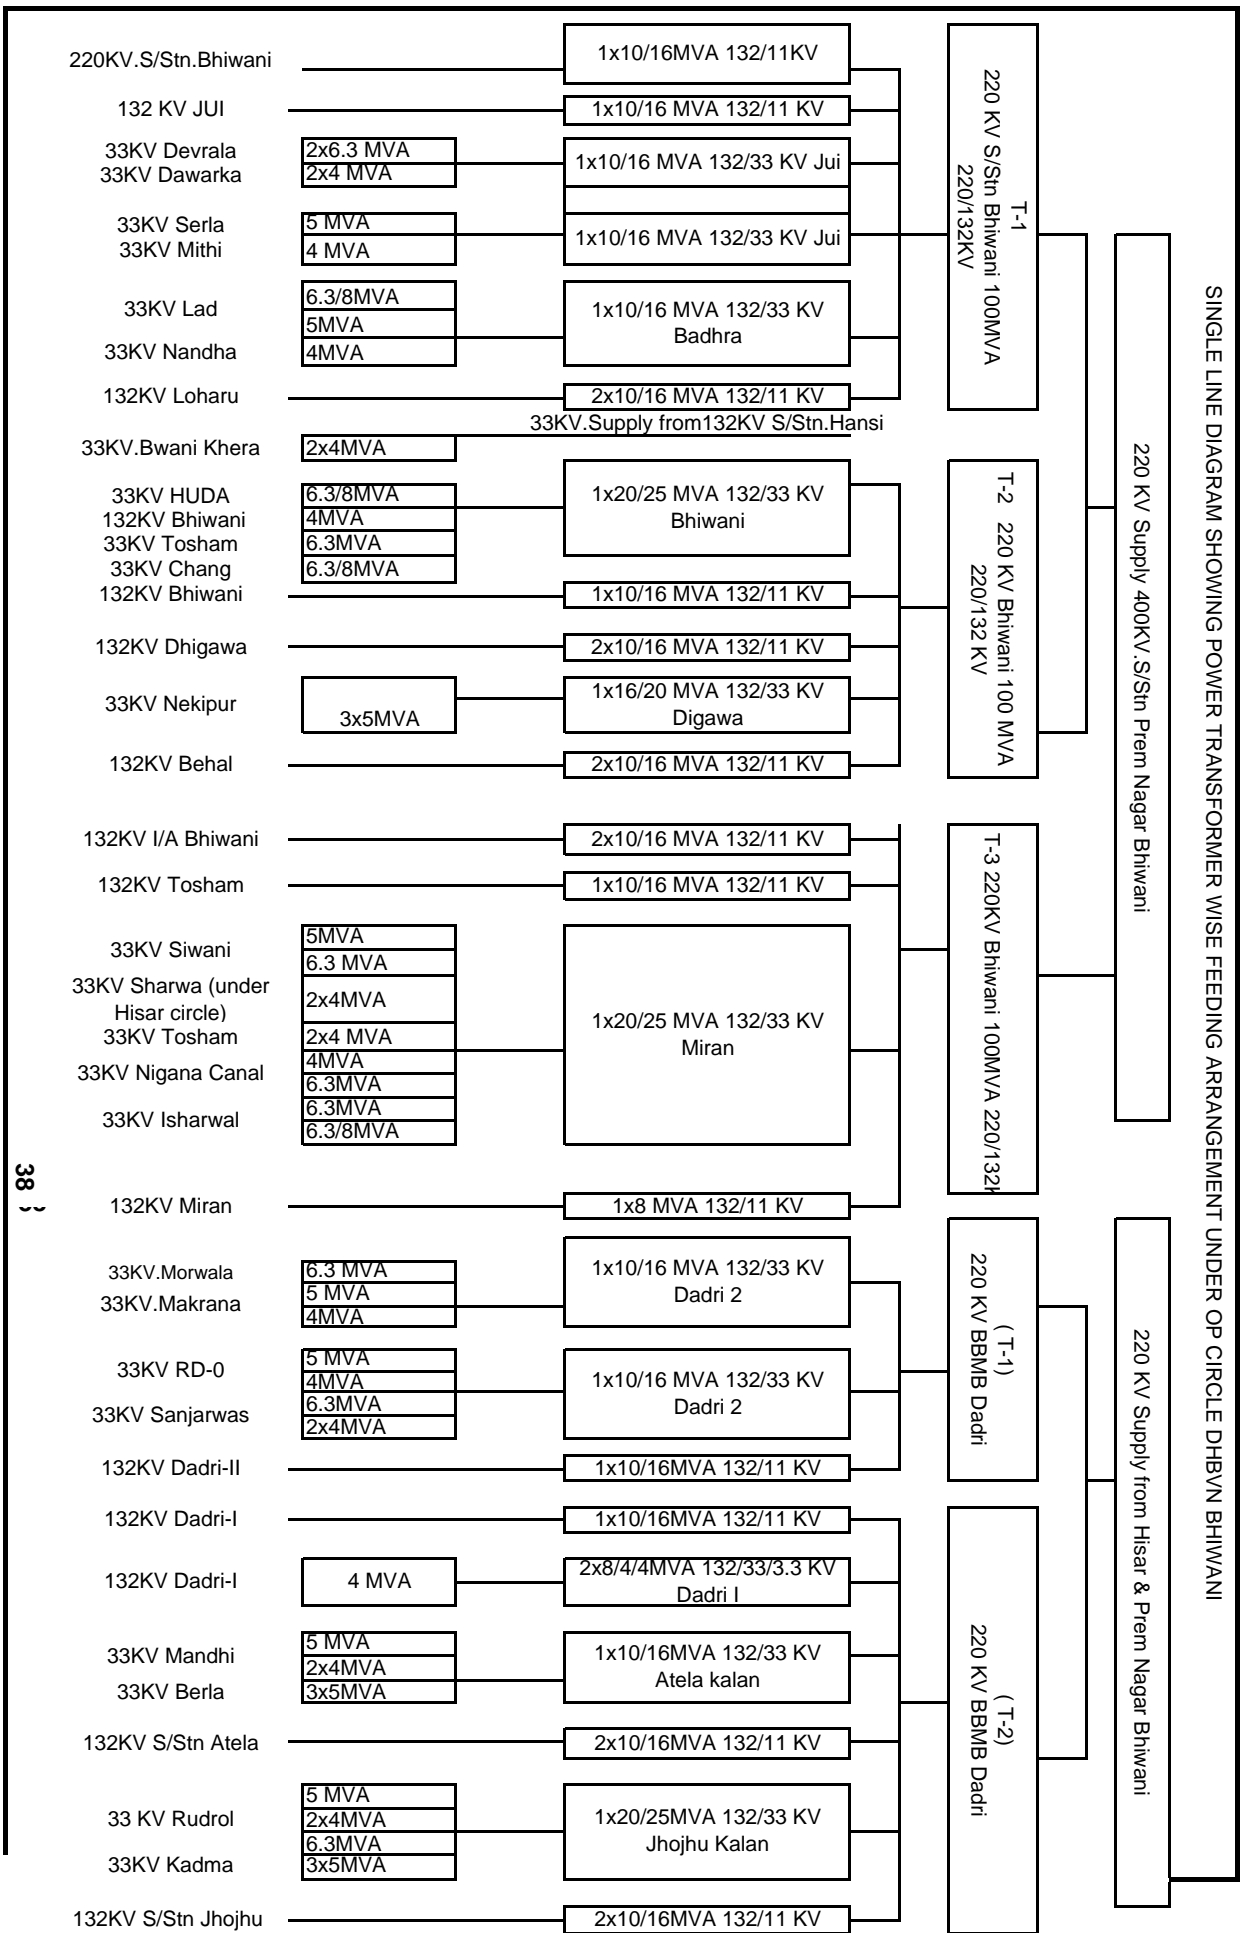 220KV.S/Stn.Bhiwani
1x10/16MVA 132/11KV
132 KV JUI
1x10/16 MVA 132/11 KV
33KV Devrala
2x6.3 MVA
33KV Dawarka
2x4 MVA
1x10/16 MVA 132/33 KV Jui
33KV Serla
5 MVA
33KV Mithi
4 MVA
1x10/16 MVA 132/33 KV Jui
33KV Lad
6.3/8MVA
5MVA
33KV Nandha
4MVA
1x10/16 MVA 132/33 KV
Badhra
132KV Loharu
2x10/16 MVA 132/11 KV
T-1
220 KV S/Stn Bhiwani 100MVA
220/132KV
33KV.Supply from132KV S/Stn.Hansi
33KV.Bwani Khera
2x4MVA
33KV HUDA
6.3/8MVA
132KV Bhiwani
4MVA
33KV Tosham
6.3MVA
33KV Chang
6.3/8MVA
1x20/25 MVA 132/33 KV
Bhiwani
132KV Bhiwani
1x10/16 MVA 132/11 KV
132KV Dhigawa
2x10/16 MVA 132/11 KV
33KV Nekipur
3x5MVA
1x16/20 MVA 132/33 KV
Digawa
132KV Behal
2x10/16 MVA 132/11 KV
T-2 220 KV Bhiwani 100 MVA
220/132 KV
132KV I/A Bhiwani
2x10/16 MVA 132/11 KV
132KV Tosham
1x10/16 MVA 132/11 KV
33KV Siwani
5MVA
6.3 MVA
33KV Sharwa (under
Hisar circle)
2x4MVA
33KV Tosham
2x4 MVA
33KV Nigana Canal
4MVA
6.3MVA
33KV Isharwal
6.3MVA
6.3/8MVA
1x20/25 MVA 132/33 KV
Miran
132KV Miran
1x8 MVA 132/11 KV
T-3 220KV Bhiwani 100MVA 220/132K
220 KV Supply 400KV.S/Stn Prem Nagar Bhiwani
33KV.Morwala
6.3 MVA
33KV.Makrana
5 MVA
4MVA
1x10/16 MVA 132/33 KV
Dadri 2
33KV RD-0
5 MVA
4MVA
33KV Sanjarwas
6.3MVA
2x4MVA
1x10/16 MVA 132/33 KV
Dadri 2
132KV Dadri-II
1x10/16MVA 132/11 KV
( T-1)
220 KV BBMB Dadri
132KV Dadri-I
1x10/16MVA 132/11 KV
132KV Dadri-I
4 MVA
2x8/4/4MVA 132/33/3.3 KV
Dadri I
33KV Mandhi
5 MVA
2x4MVA
33KV Berla
3x5MVA
1x10/16MVA 132/33 KV
Atela kalan
132KV S/Stn Atela
2x10/16MVA 132/11 KV
33 KV Rudrol
5 MVA
2x4MVA
6.3MVA
33KV Kadma
3x5MVA
1x20/25MVA 132/33 KV
Jhojhu Kalan
132KV S/Stn Jhojhu
2x10/16MVA 132/11 KV
( T-2)
220 KV BBMB Dadri
220 KV Supply from Hisar & Prem Nagar Bhiwani
SINGLE LINE DIAGRAM SHOWING POWER TRANSFORMER WISE FEEDING ARRANGEMENT UNDER OP CIRCLE DHBVN BHIWANI
38